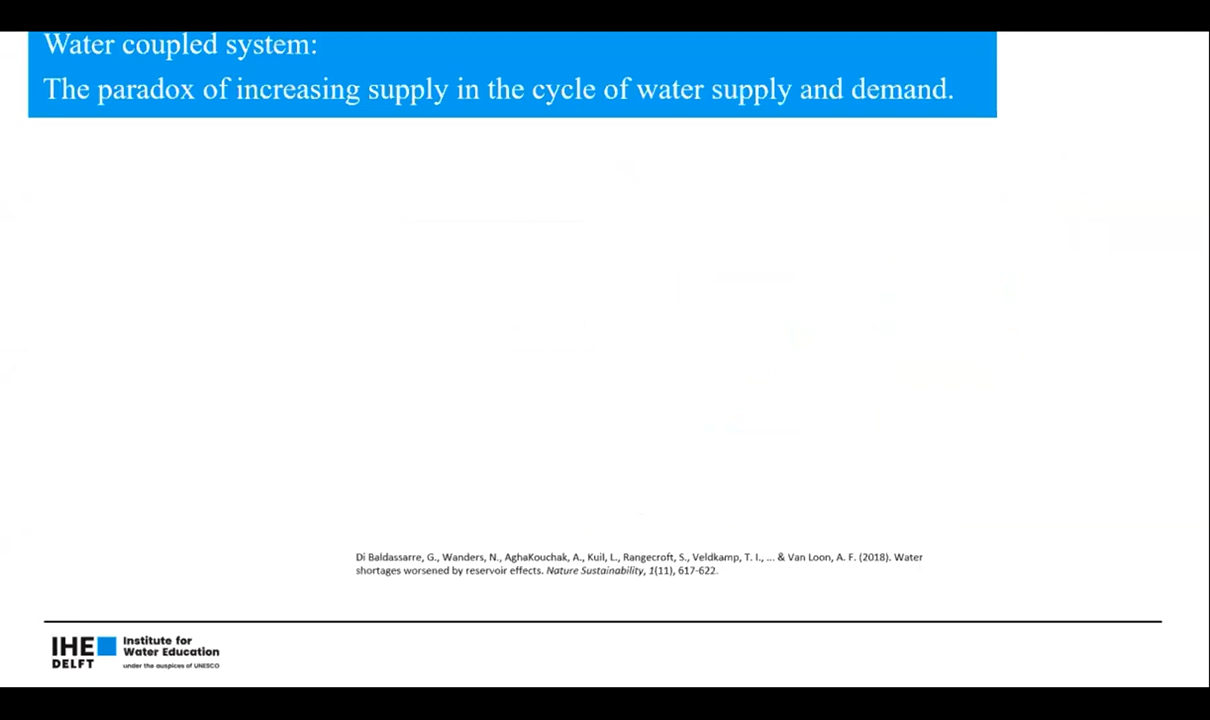 Water coupled system:
The paradox of increasing supply in the cycle of water supply and demand.
Di Baldassarre, G., Wanders, N., AghaKouchak, A., Kuil, L., Rangecroft, S., Veldkamp, T. I., ... & Van Loon, A. F. (2018). Water
shortages worsened by reservoir effects. Nature Sustainability, 1(11), 617-622.
IHE
DELFT
Institute for
Water Education
under the auspices of UNESCO